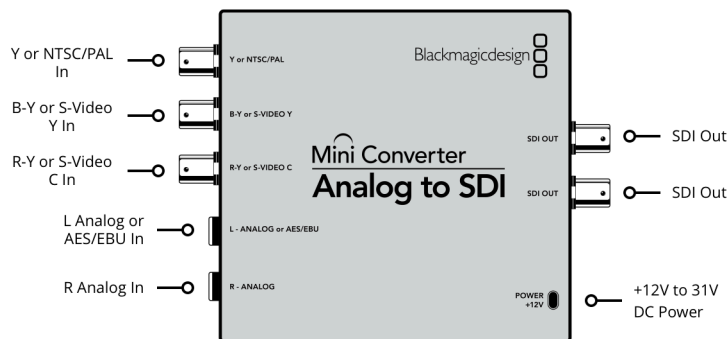 Y or NTSC/PAL
In
B-Y or S-Video
Y In
R-Y or S-Video
C In
L Analog or
AES/EBU In
R Analog In
Y or NTSC/PAL
B-Y or S-VIDEO Y
R-Y or S-VIDEO C
L - ANALOG or AES/EBU
R - ANALOG
Blackmagicdesign
Mini Converter
Analog to SDI
SDI OUT
SDI OUT
POWER
+12V
SDI Out
SDI Out
+12V to 31V
DC Power